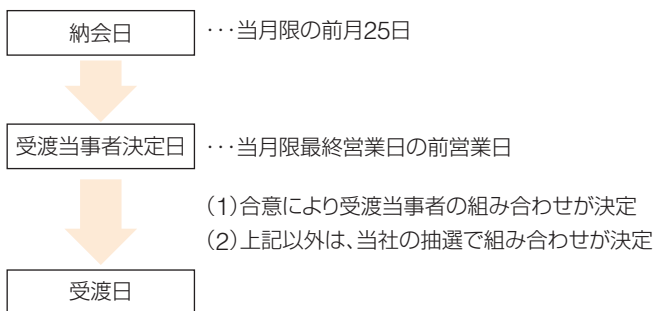 納会日
･･･当月限の前月25日
受渡当事者決定日
･･･当月限最終営業日の前営業日
(1)合意により受渡当事者の組み合わせが決定
(2)上記以外は、当社の抽選で組み合わせが決定
受渡日